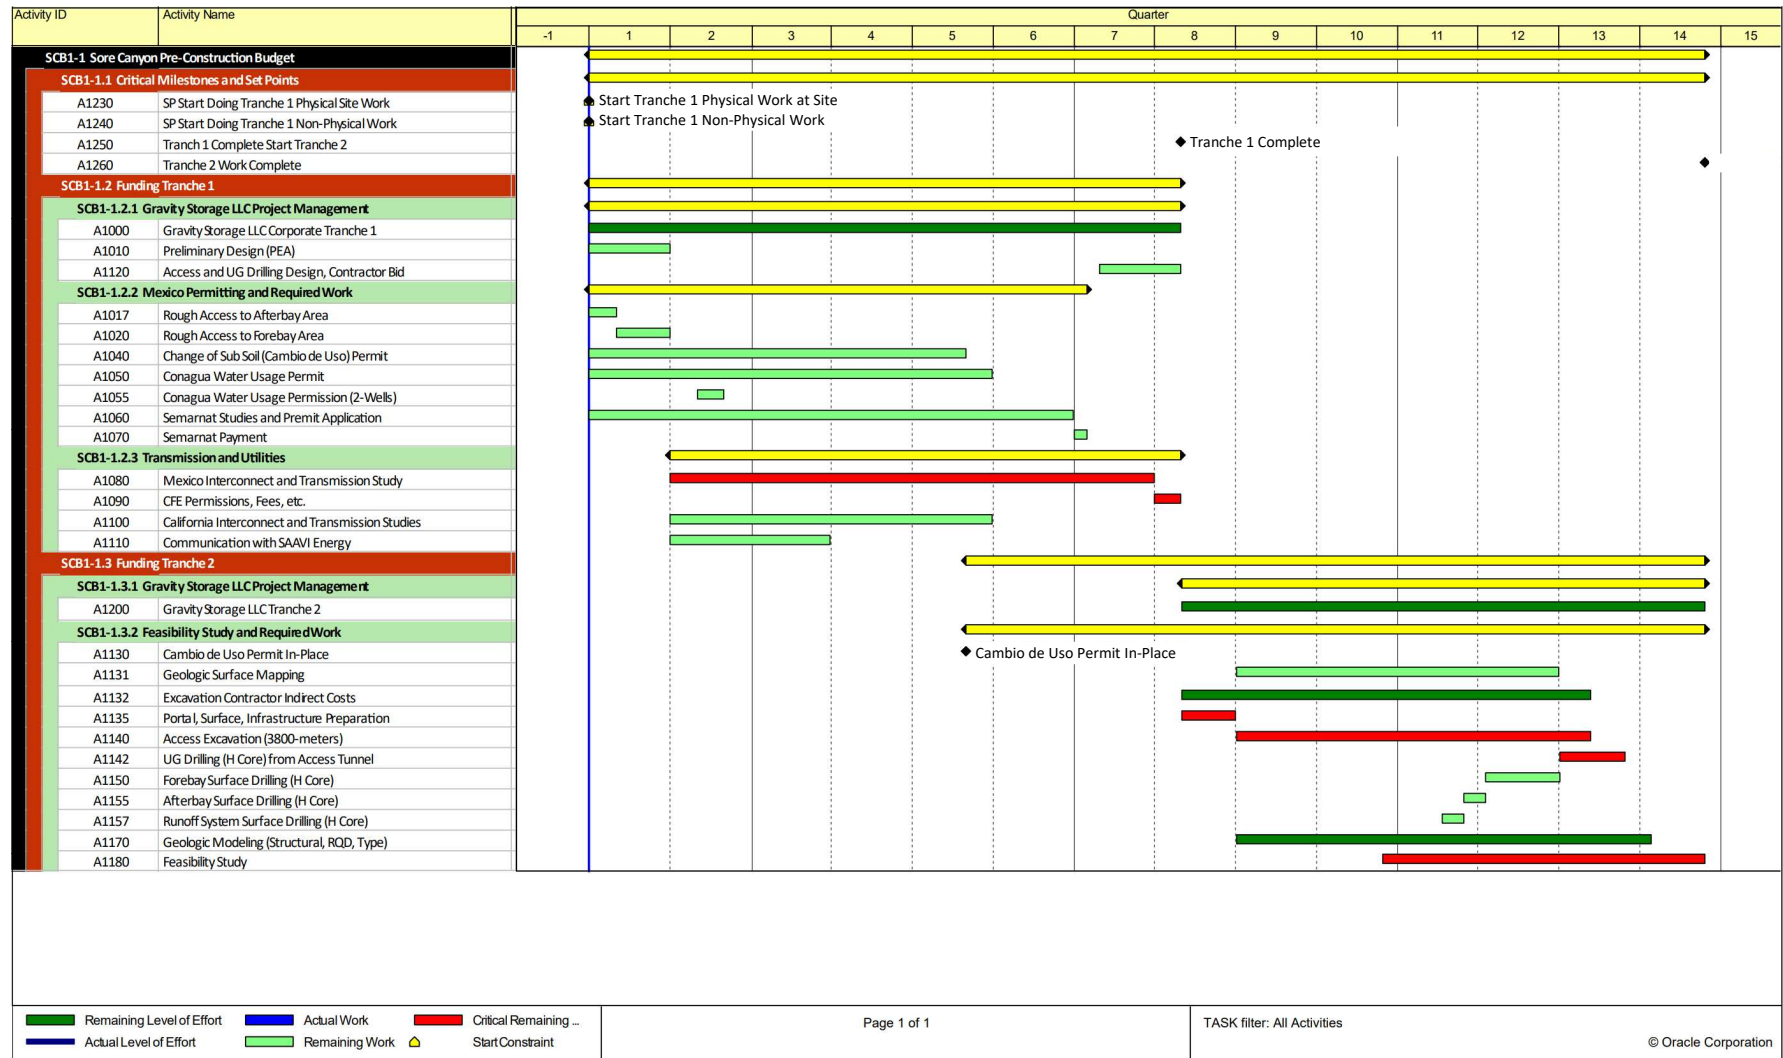 Activity ID Activity Name Quarter
-1 1 2 3 4 5 6 7 8 9 10 11 12 13 14 15
SCB1-1 Sore Canyon Pre-Construction Budget
SCB1-1.1 Critical Milestones and Set Points
A1230 SP Start Doing Tranche 1 Physical Site Work Start Tranche 1 Physical Work at Site
A1240 SP Start Doing Tranche 1 Non-Physical Work Start Tranche 1 Non-Physical Work
A1250 Tranch 1 Complete Start Tranche 2 Tranche 1 Complete
A1260 Tranche 2 Work Complete
SCB1-1.2 Funding Tranche 1
SCB1-1.2.1 Gravity Storage LLC Project Management
A1000 Gravity Storage LLC Corporate Tranche 1
A1010 Preliminary Design (PEA)
A1120 Access and UG Drilling Design, Contractor Bid
SCB1-1.2.2 Mexico Permitting and Required Work
A1017 Rough Access to Afterbay Area
A1020 Rough Access to Forebay Area
A1040 Change of Sub Soil (Cambio de Uso) Permit
A1050 Conagua Water Usage Permit
A1055 Conagua Water Usage Permission (2-Wells)
A1060 Semarnat Studies and Premit Application
A1070 Semarnat Payment
SCB1-1.2.3 Transmission and Utilities
A1080 Mexico Interconnect and Transmission Study
A1090 CFE Permissions, Fees, etc.
A1100 California Interconnect and Transmission Studies
A1110 Communication with SAAVI Energy
SCB1-1.3 Funding Tranche 2
SCB1-1.3.1 Gravity Storage LLC Project Management
A1200 Gravity Storage LLC Tranche 2
SCB1-1.3.2 Feasibility Study and Required Work
A1130 Cambio de Uso Permit In-Place Cambio de Uso Permit In-Place
A1131 Geologic Surface Mapping
A1132 Excavation Contractor Indirect Costs
A1135 Portal, Surface, Infrastructure Preparation
A1140 Access Excavation (3800-meters)
A1142 UG Drilling (H Core) from Access Tunnel
A1150 Forebay Surface Drilling (H Core)
A1155 Afterbay Surface Drilling (H Core)
A1157 Runoff System Surface Drilling (H Core)
A1170 Geologic Modeling (Structural, RQD, Type)
A1180 Feasibility Study
Remaining Level of Effort Actual Work Critical Remaining ... Page 1 of 1 TASK filter: All Activities
Actual Level of Effort Remaining Work Start Constraint
© Oracle Corporation